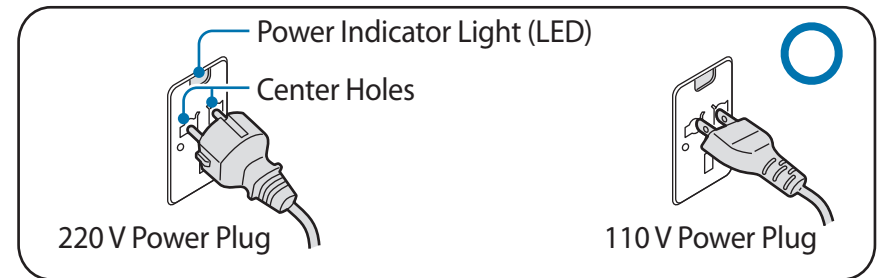 Power Indicator Light (LED)
Center Holes
220 V Power Plug
110 V Power Plug